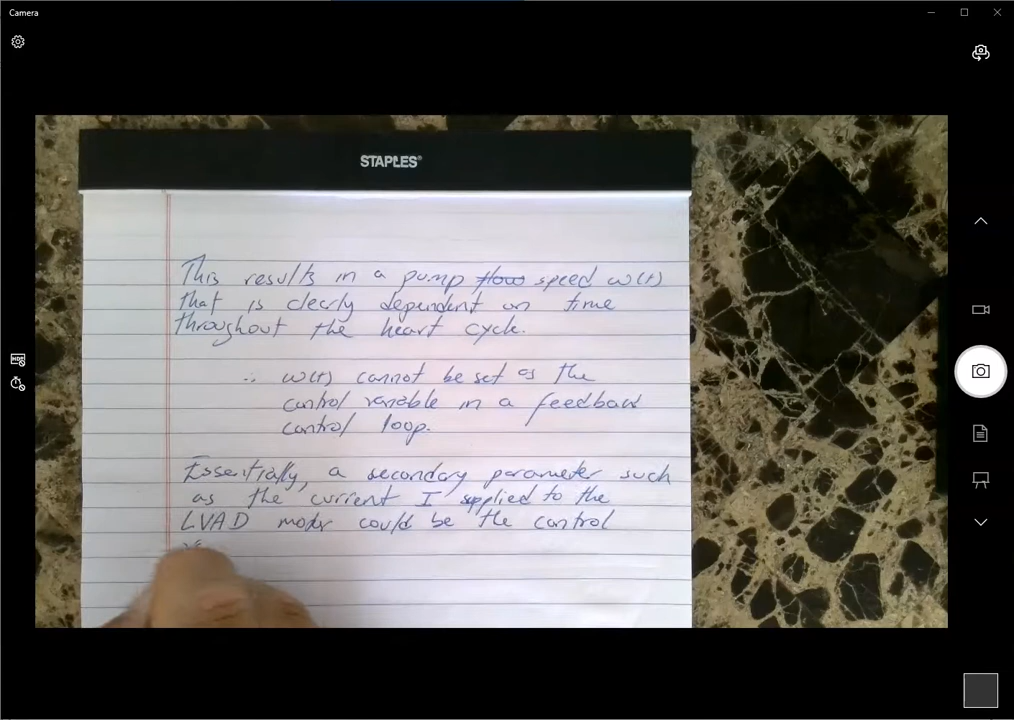 Camera
STAPLES®
This results in a pump flow speed ω(t)
that is clearly dependent on time
throughout the heart cycle.
∴ ω(t) cannot be set as the
control variable in a feedback
control loop.
Essentially, a secondary parameter such
as the current I supplied to the
LVAD motor could be the control